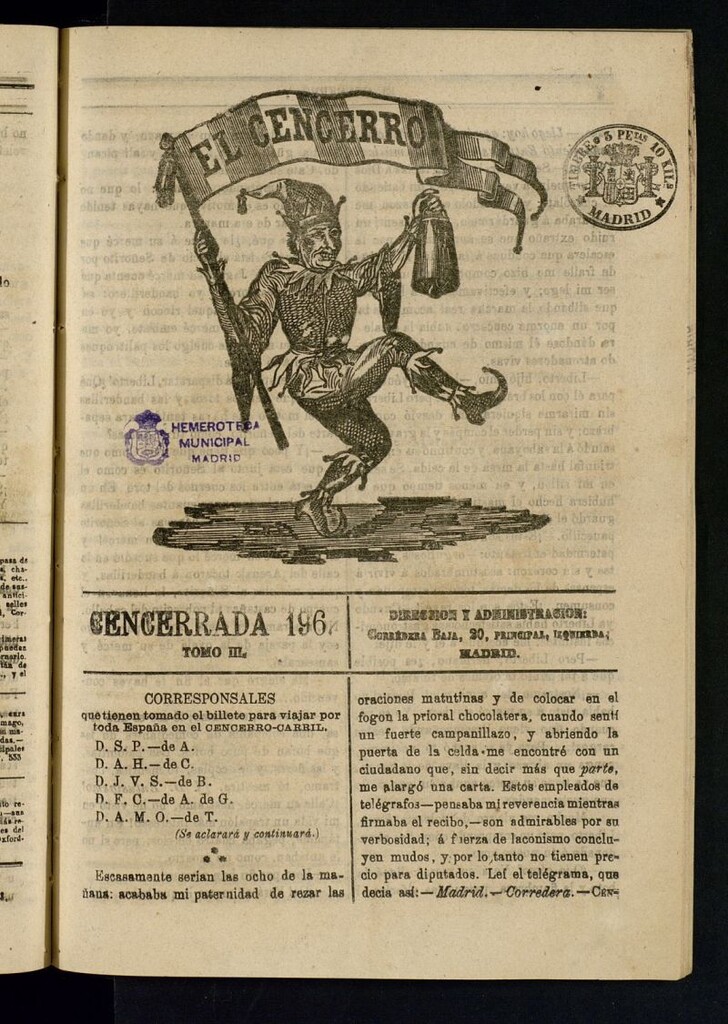 EL CENCERRO
TIMBRE 3 PETAS 10 KILS
MADRID
HEMEROTECA
MUNICIPAL
MADRID
CENCERRADA 196.
TOMO III.
DIRECCION Y ADMINISTRACION:
CORREDERA BAJA, 20, PRINCIPAL, IZQUIERDA,
MADRID.
CORRESPONSALES
que tienen tomado el billete para viajar por
toda España en el CENCERRO-CARRIL.
D. S. P.—de A.
D. A. H.—de C.
D. J. V. S.—de B.
D. F. C.—de A. de G.
D. A. M. O.—de T.
(Se aclarará y continuará.)
Escasamente serian las ocho de la ma-
ñana: acababa mi paternidad de rezar las
oraciones matutinas y de colocar en el
fogon la prioral chocolatera, cuando sentí
un fuerte campanillazo, y abriendo la
puerta de la celda me encontré con un
ciudadano que, sin decir más que parte,
me alargó una carta. Estos empleados de
telégrafos—pensaba mi reverencia mientras
firmaba el recibo,—son admirables por su
verbosidad; á fuerza de laconismo conclu-
yen mudos, y por lo tanto no tienen pre-
cio para diputados. Leí el telégrama, que
decia así:—Madrid.—Corredera.—CEN-